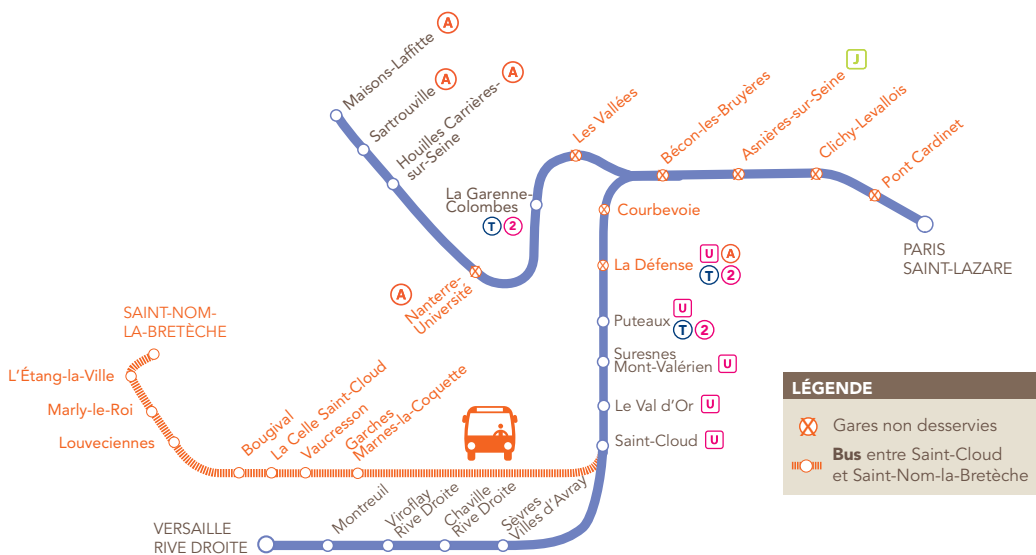 Maisons-Laffitte A
Sartrouville A
Houilles Carrières-
sur-Seine A
La Garenne-
Colombes
T 2
A
Nanterre-
Université
Les Vallées
Bécon-les-Bruyères
Asnières-sur-Seine J
Clichy-Levallois
Pont Cardinet
PARIS
SAINT-LAZARE
Courbevoie
La Défense U A
T 2
Puteaux U
T 2
Suresnes
Mont-Valérien U
Le Val d'Or U
Saint-Cloud U
SAINT-NOM-
LA-BRETÈCHE
L'Étang-la-Ville
Marly-le-Roi
Louveciennes
Bougival
La Celle Saint-Cloud
Vaucresson
Garches
Marnes-la-Coquette
VERSAILLE
RIVE DROITE
Montreuil
Viroflay
Rive Droite
Chaville
Rive Droite
Sèvres
Villes d'Avray
LÉGENDE
Gares non desservies
Bus entre Saint-Cloud
et Saint-Nom-la-Bretèche